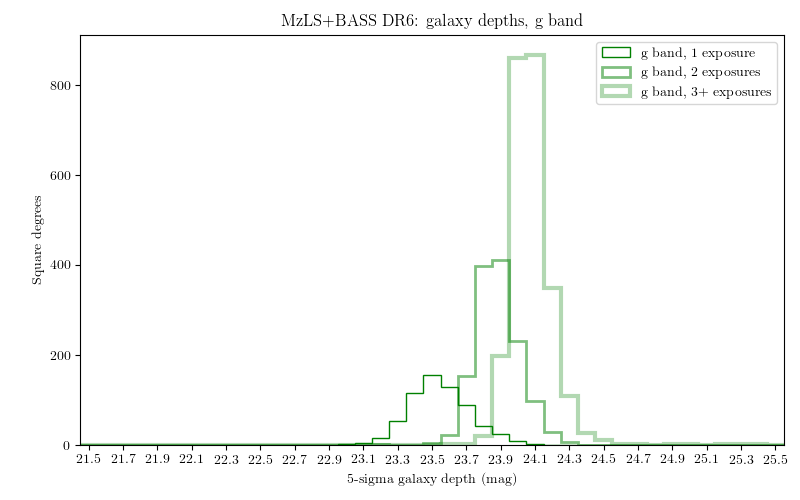 MzLS+BASS DR6: galaxy depths, g band
g band, 1 exposure
g band, 2 exposures
g band, 3+ exposures
Square degrees
800
600
400
200
0
21.5 21.7 21.9 22.1 22.3 22.5 22.7 22.9 23.1 23.3 23.5 23.7 23.9 24.1 24.3 24.5 24.7 24.9 25.1 25.3 25.5
5-sigma galaxy depth (mag)